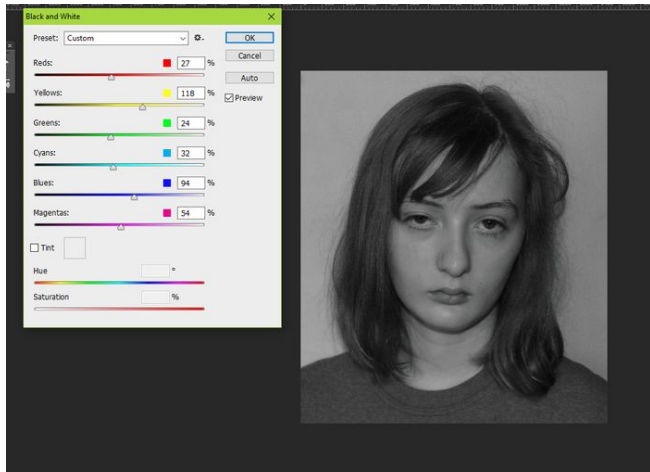 Black and White
Preset: Custom
OK
Reds: 27 %
Cancel
Auto
Yellows: 118 %
Preview
Greens: 24 %
Cyans: 32 %
Blues: 94 %
Magentas: 54 %
Tint
Hue °
Saturation %